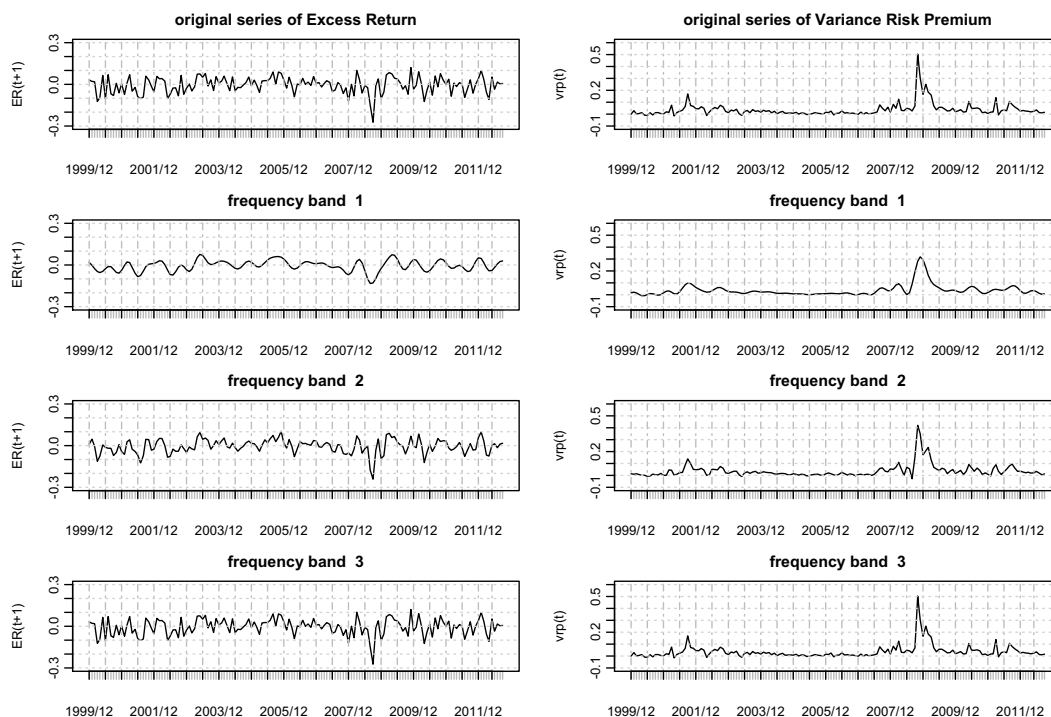 original series of Excess Return
ER(t+1)
0.3
0.0
-0.3
1999/12 2001/12 2003/12 2005/12 2007/12 2009/12 2011/12
original series of Variance Risk Premium
vrp(t)
0.5
0.2
-0.1
1999/12 2001/12 2003/12 2005/12 2007/12 2009/12 2011/12
frequency band 1
ER(t+1)
0.3
0.0
-0.3
1999/12 2001/12 2003/12 2005/12 2007/12 2009/12 2011/12
frequency band 1
vrp(t)
0.5
0.2
-0.1
1999/12 2001/12 2003/12 2005/12 2007/12 2009/12 2011/12
frequency band 2
ER(t+1)
0.3
0.0
-0.3
1999/12 2001/12 2003/12 2005/12 2007/12 2009/12 2011/12
frequency band 2
vrp(t)
0.5
0.2
-0.1
1999/12 2001/12 2003/12 2005/12 2007/12 2009/12 2011/12
frequency band 3
ER(t+1)
0.3
0.0
-0.3
1999/12 2001/12 2003/12 2005/12 2007/12 2009/12 2011/12
frequency band 3
vrp(t)
0.5
0.2
-0.1
1999/12 2001/12 2003/12 2005/12 2007/12 2009/12 2011/12